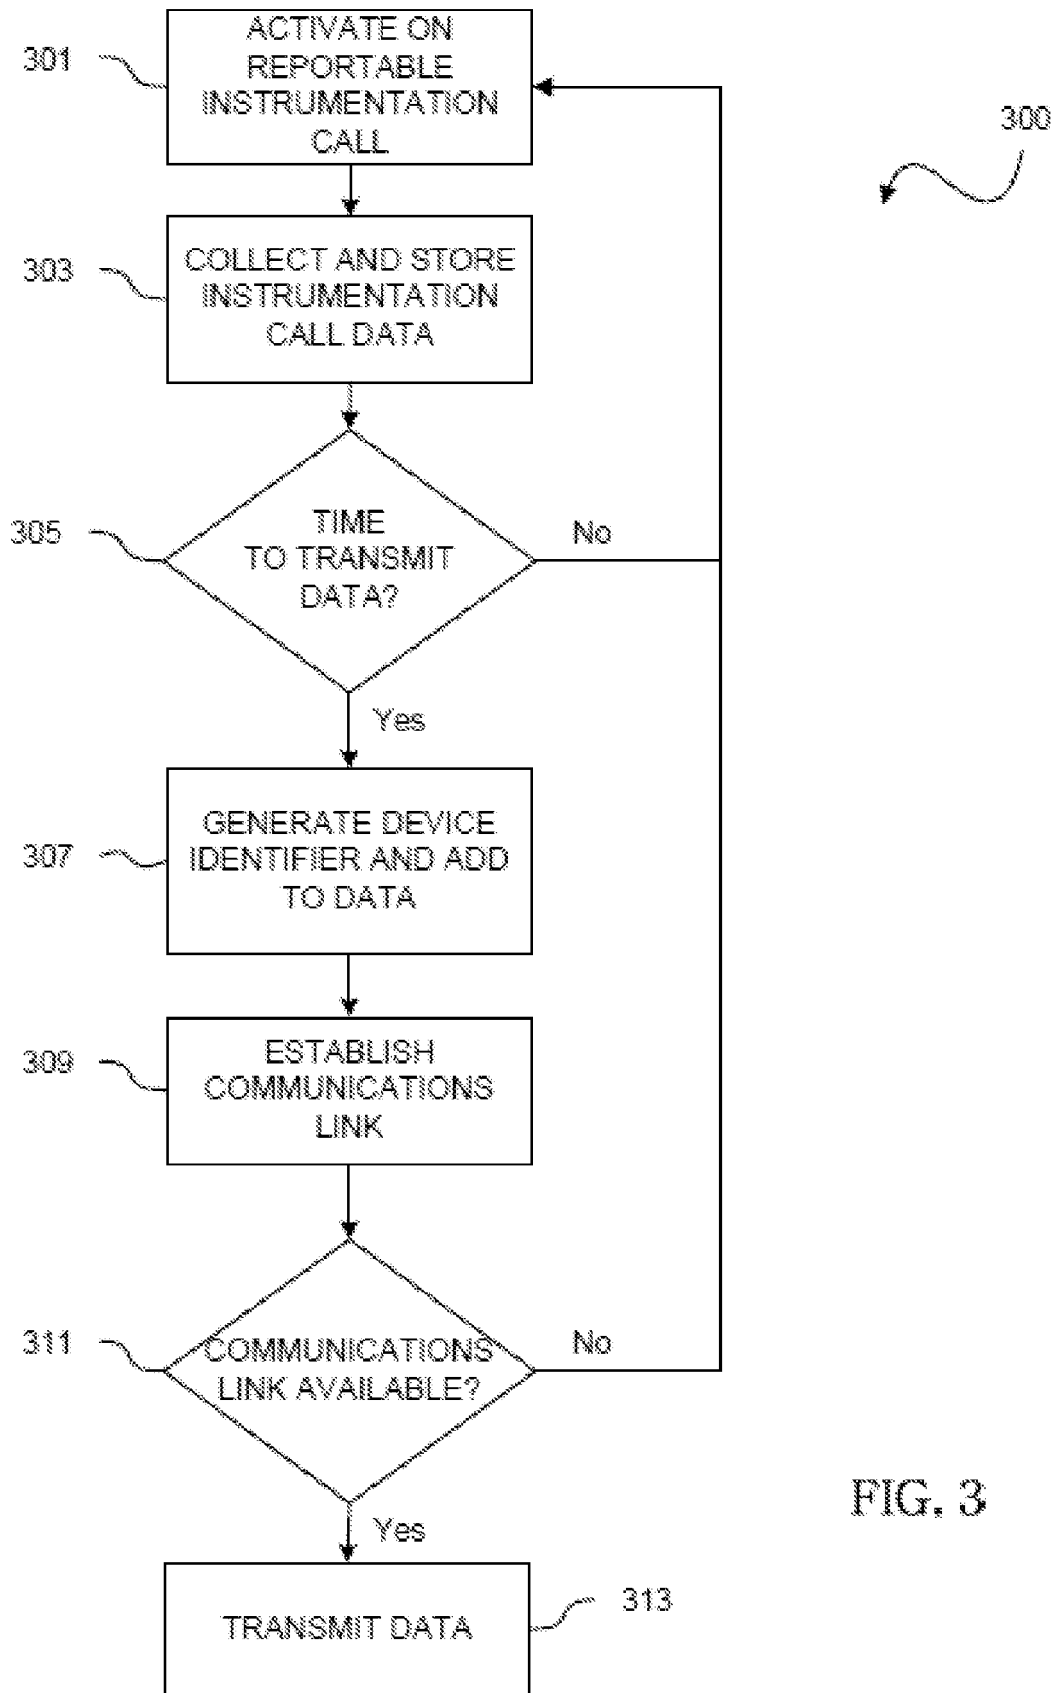 ACTIVATE ON
REPORTABLE
INSTRUMENTATION
CALL
301
300
COLLECT AND STORE
INSTRUMENTATION
CALL DATA
303
TIME
TO TRANSMIT
DATA?
305
No
Yes
GENERATE DEVICE
IDENTIFIER AND ADD
TO DATA
307
ESTABLISH
COMMUNICATIONS
LINK
309
COMMUNICATIONS
LINK AVAILABLE?
311
No
Yes
FIG. 3
TRANSMIT DATA
313